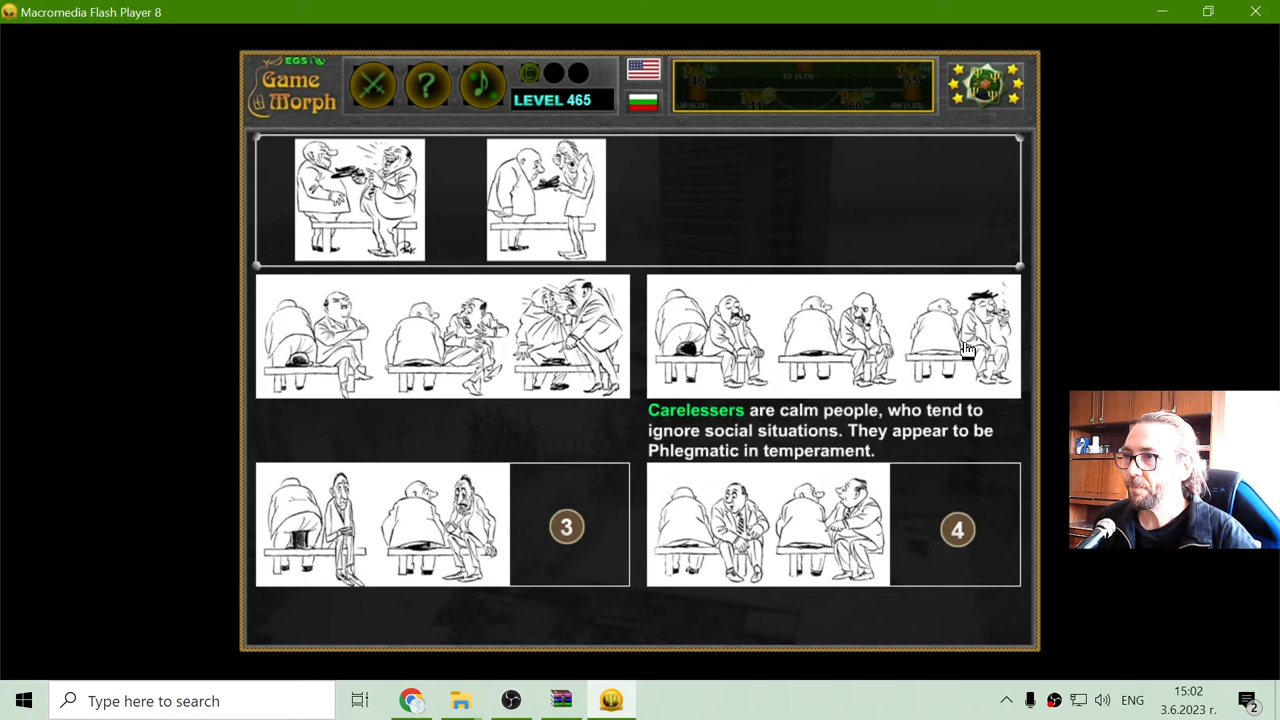 Macromedia Flash Player 8
EGS
Game
Morph
?
LEVEL 465
Carelessers are calm people, who tend to
ignore social situations. They appear to be
Phlegmatic in temperament.
3
4
Type here to search
ENG
15:02
3.6.2023 г.
2